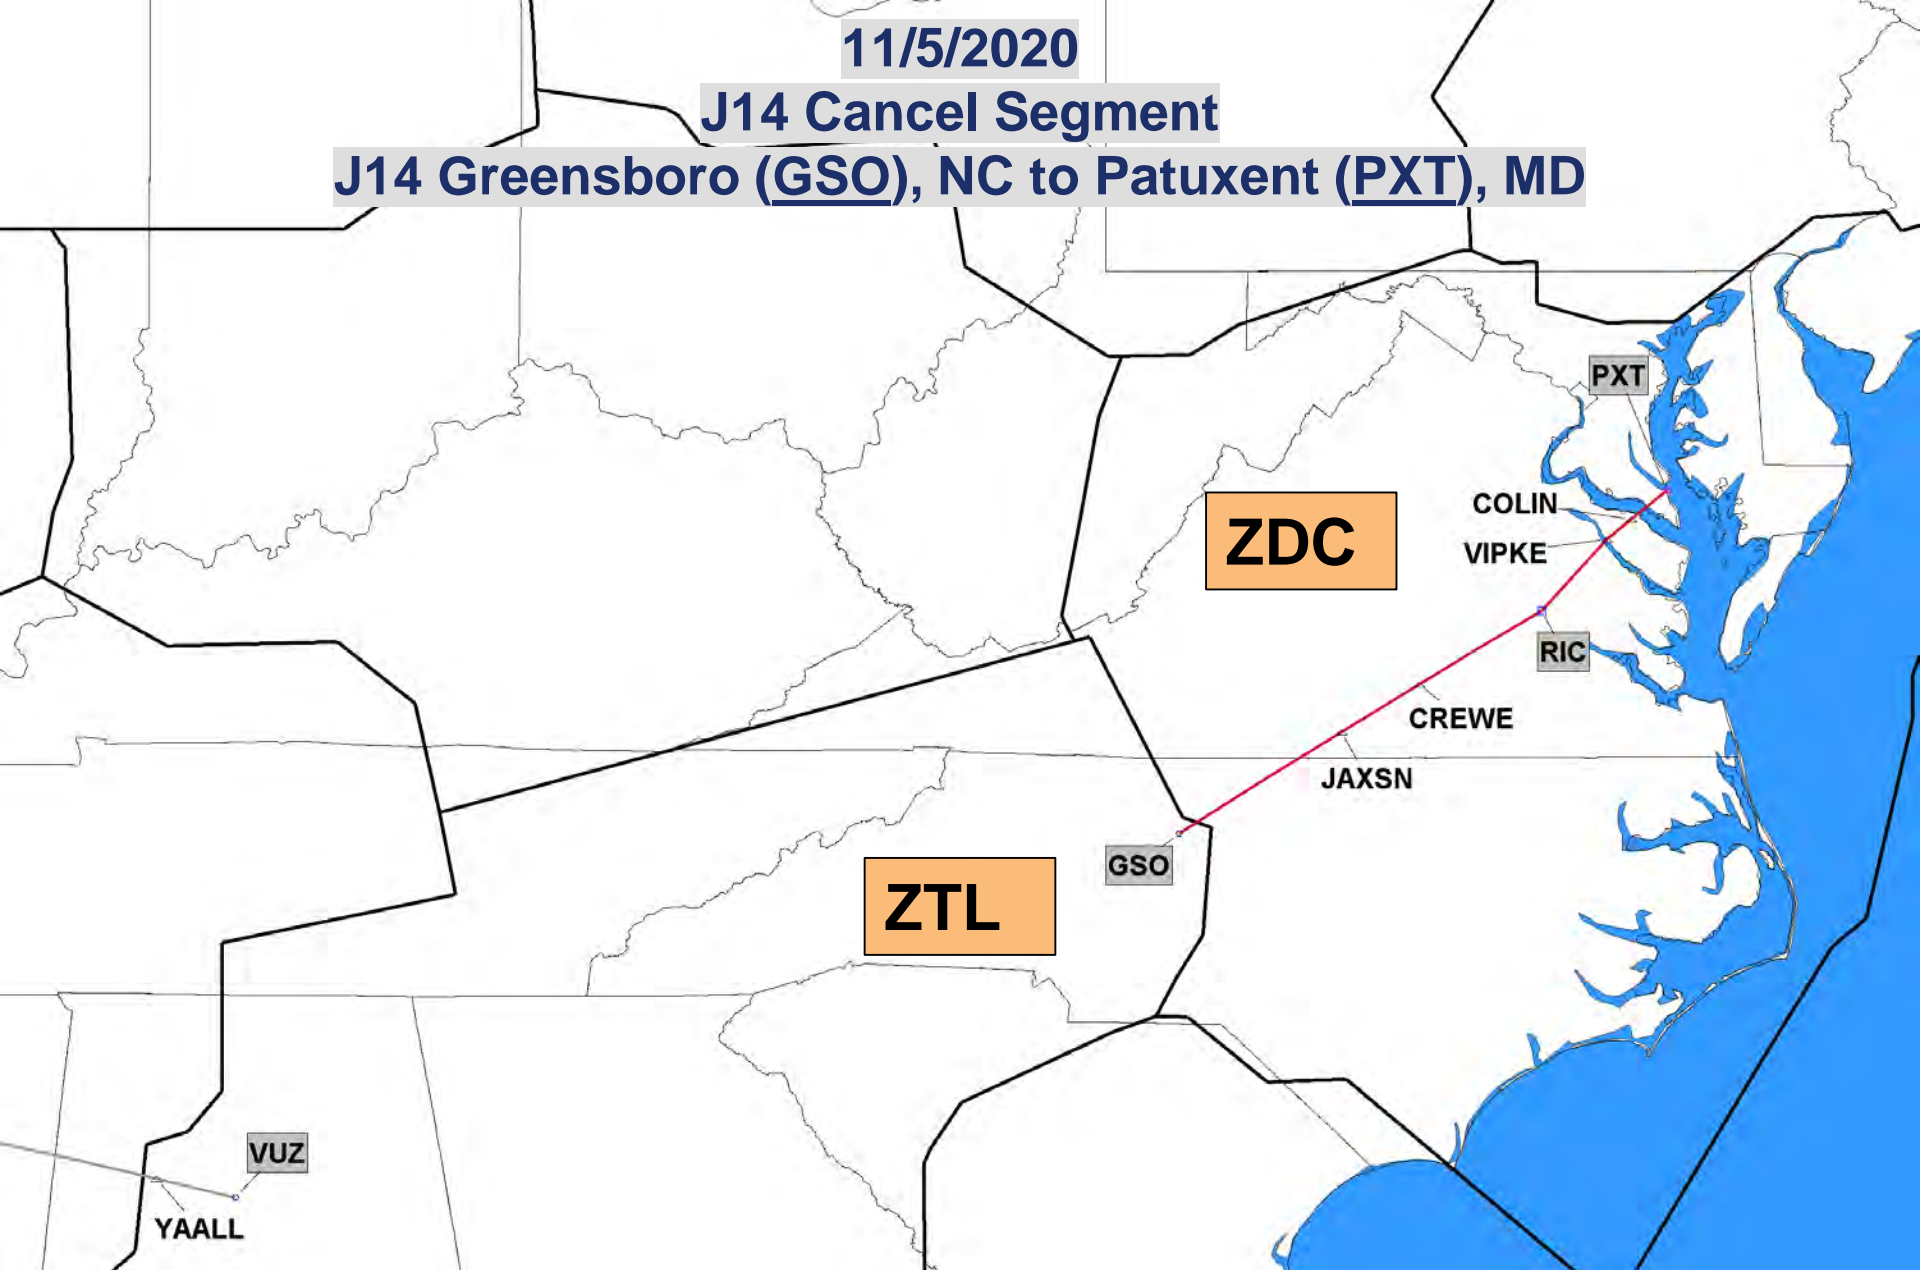 11/5/2020
J14 Cancel Segment
J14 Greensboro (GSO), NC to Patuxent (PXT), MD
PXT
COLIN
ZDC
VIPKE
RIC
CREWE
JAXSN
GSO
ZTL
VUZ
YAALL